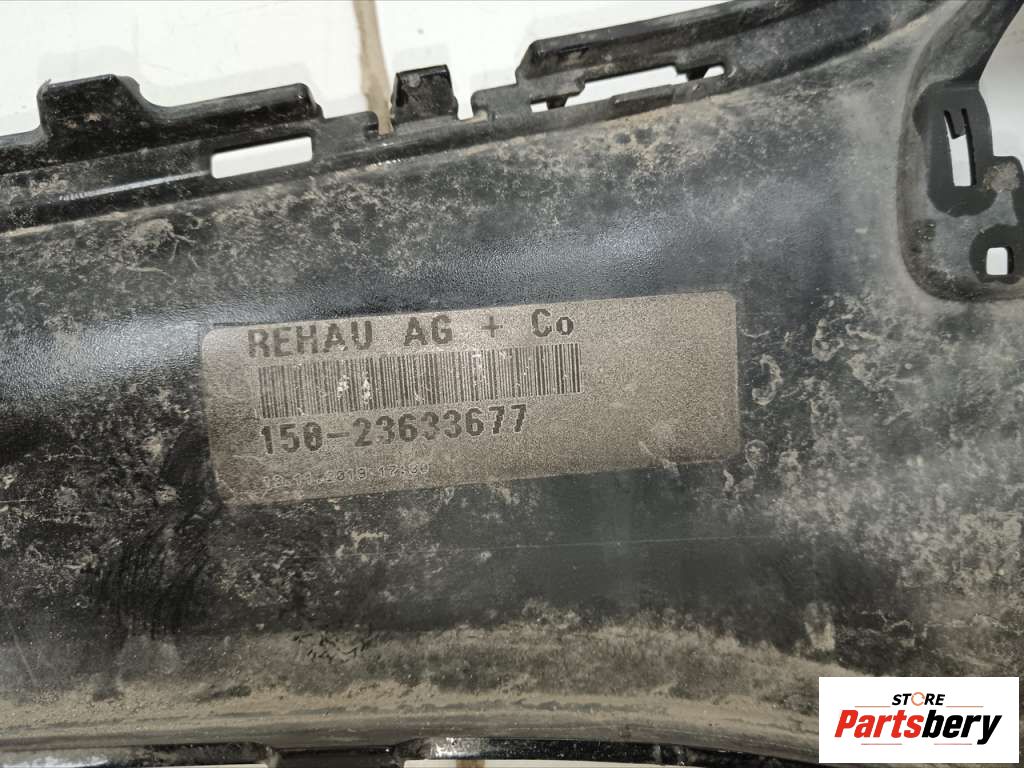 REHAU AG + Co
150-23633677
STORE
Partsbery